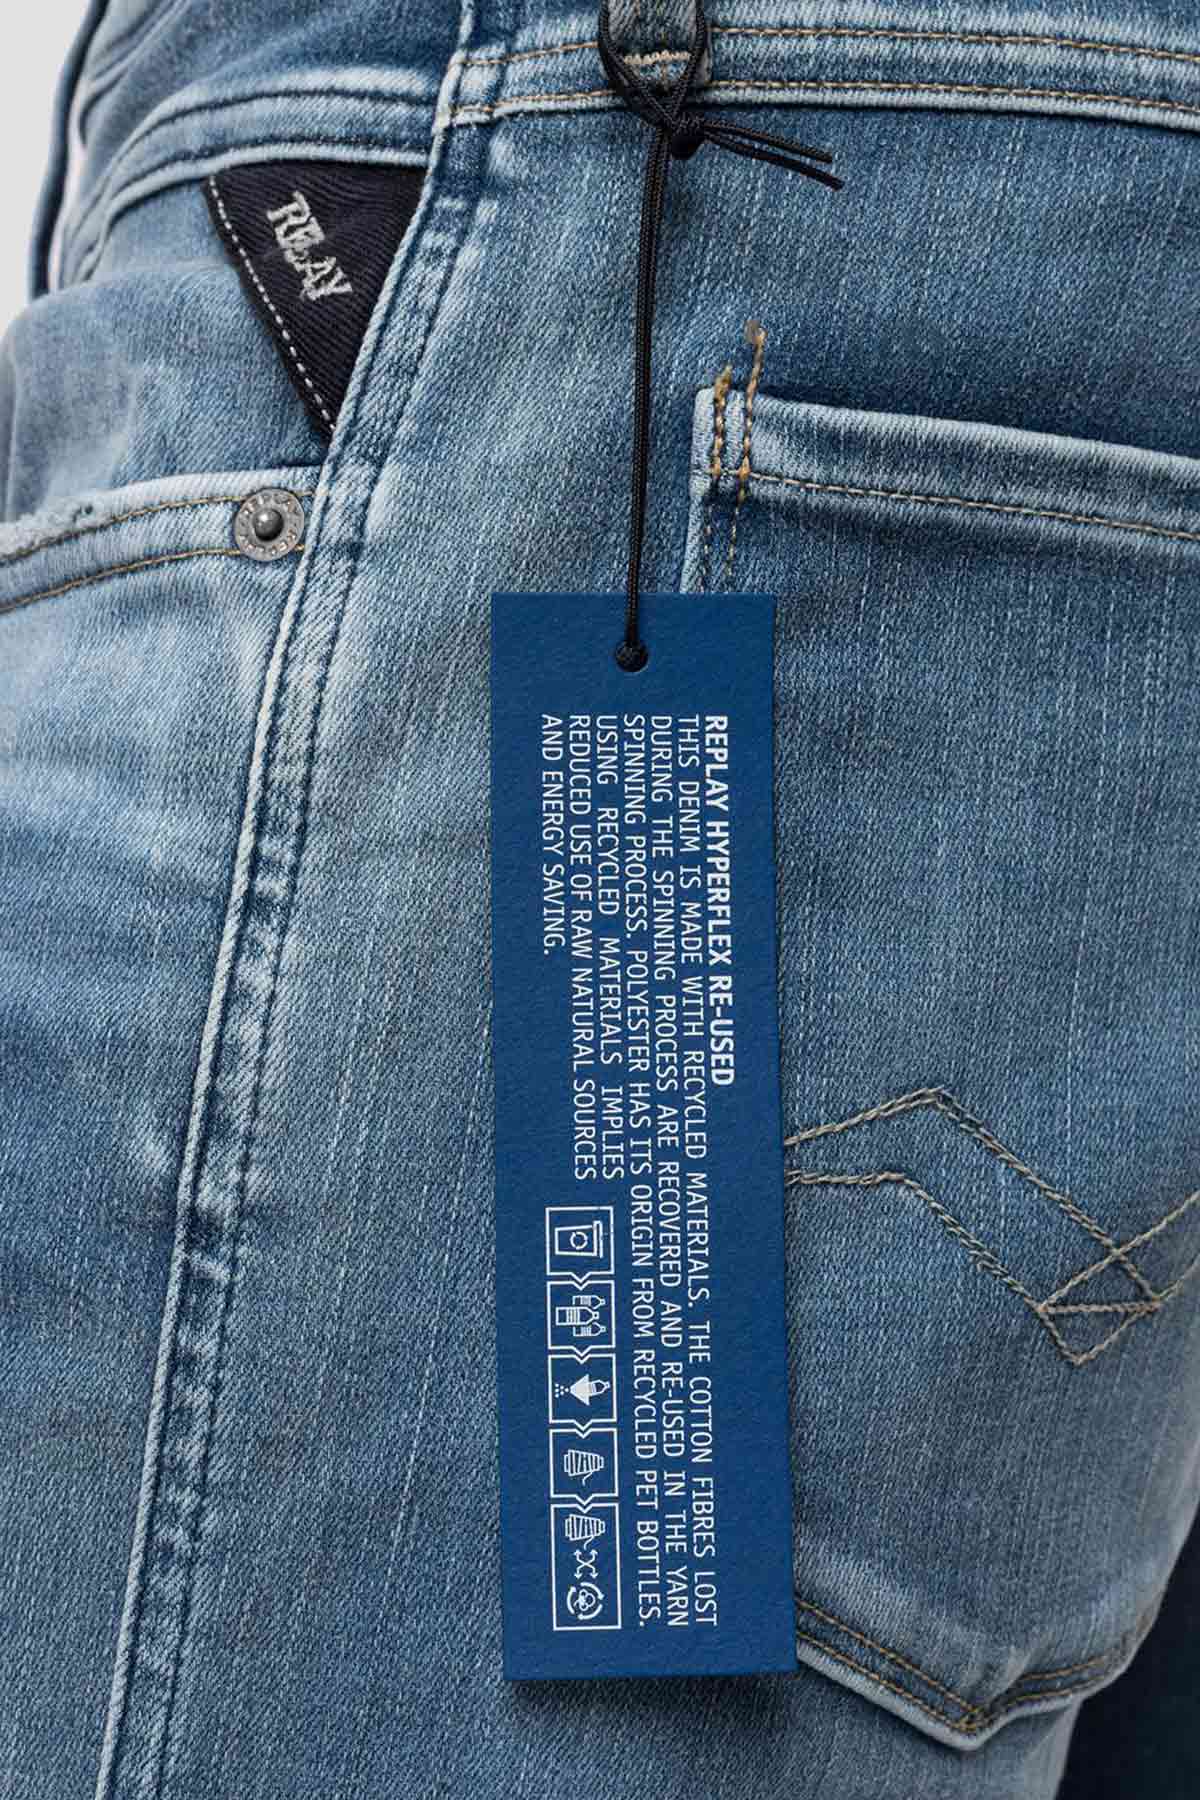 REPLAY
REPLAY HYPERFLEX RE-USED
THIS DENIM IS MADE WITH RECYCLED MATERIALS. THE COTTON FIBRES LOST
DURING THE SPINNING PROCESS ARE RECOVERED AND RE-USED IN THE YARN
SPINNING PROCESS. POLYESTER HAS ITS ORIGIN FROM RECYCLED PET BOTTLES.
USING RECYCLED MATERIALS IMPLIES
REDUCED USE OF RAW NATURAL SOURCES
AND ENERGY SAVING.